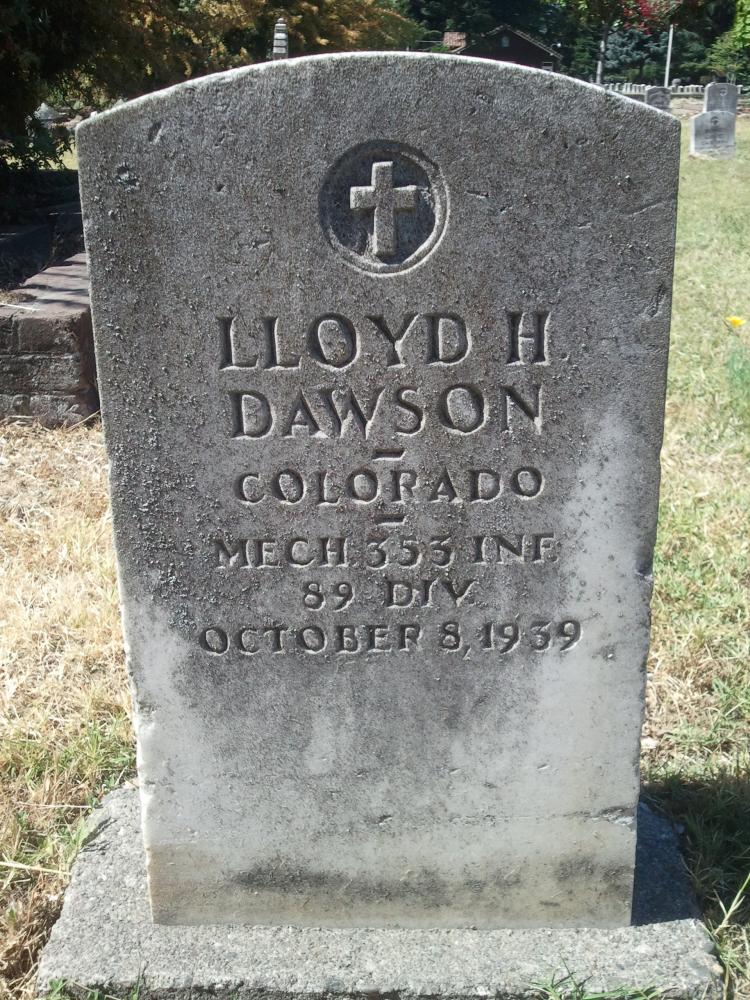 LLOYD H.
DAWSON
COLORADO
MECH. 353 INF.
89 DIV.
OCTOBER 8, 1939